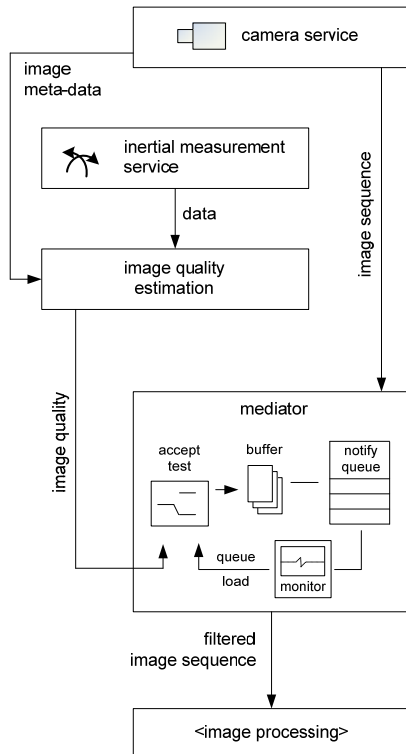 camera service
image
meta-data
inertial measurement
service
data
image sequence
image quality
estimation
image quality
mediator
accept
test
buffer
notify
queue
queue
load
monitor
filtered
image sequence
<image processing>